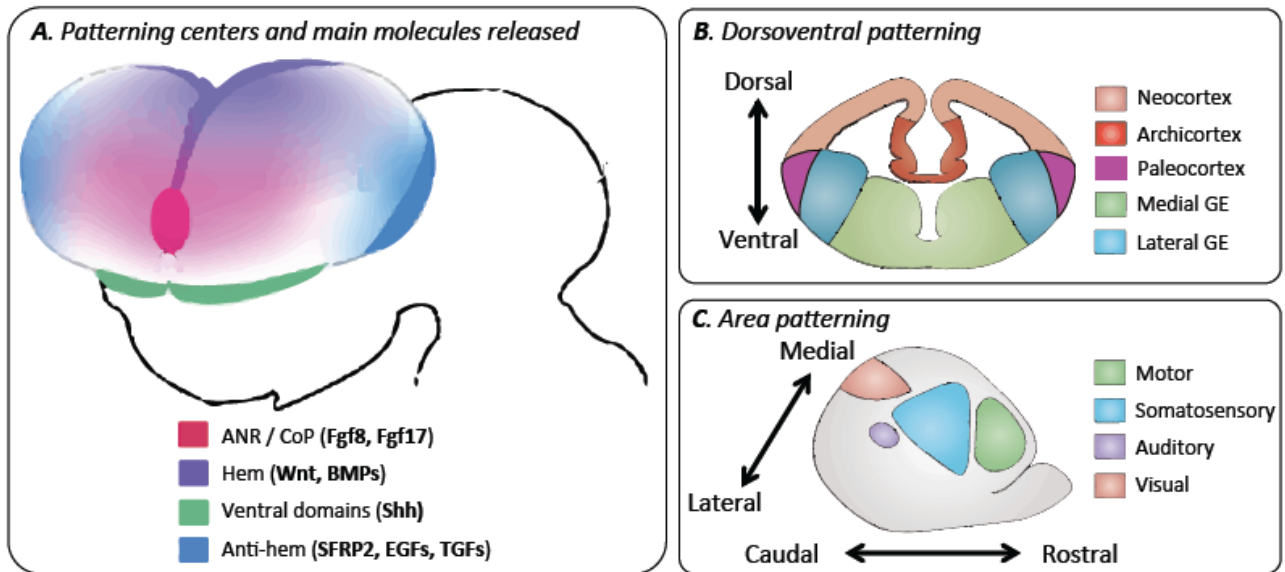 A. Patterning centers and main molecules released
ANR / CoP (Fgf8, Fgf17)
Hem (Wnt, BMPs)
Ventral domains (Shh)
Anti-hem (SFRP2, EGFs, TGFs)
B. Dorsoventral patterning
Dorsal
Ventral
Neocortex
Archicortex
Paleocortex
Medial GE
Lateral GE
C. Area patterning
Medial
Lateral
Caudal
Rostral
Motor
Somatosensory
Auditory
Visual